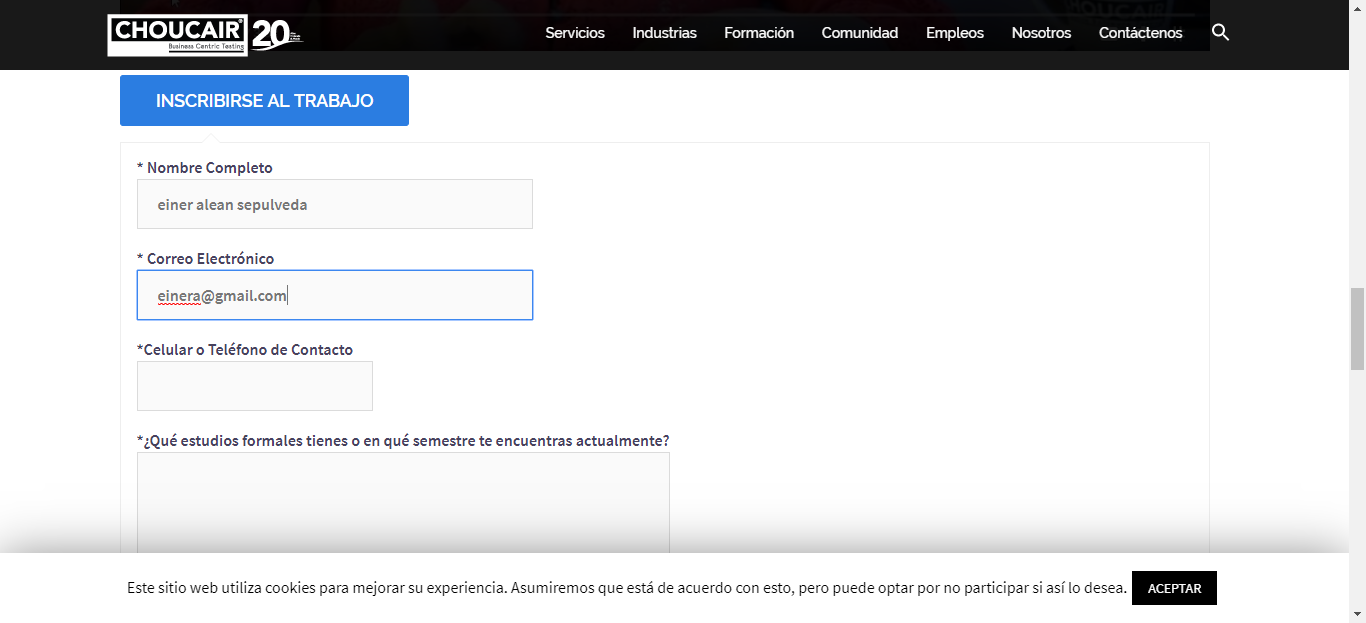 CHOUCAIR
Business Centric Testing
20
Servicios Industrias Formación Comunidad Empleos Nosotros Contáctenos
INSCRIBIRSE AL TRABAJO
* Nombre Completo
einer alean sepulveda
* Correo Electrónico
einera@gmail.com
*Celular o Teléfono de Contacto
*¿Qué estudios formales tienes o en qué semestre te encuentras actualmente?
Este sitio web utiliza cookies para mejorar su experiencia. Asumiremos que está de acuerdo con esto, pero puede optar por no participar si así lo desea. ACEPTAR